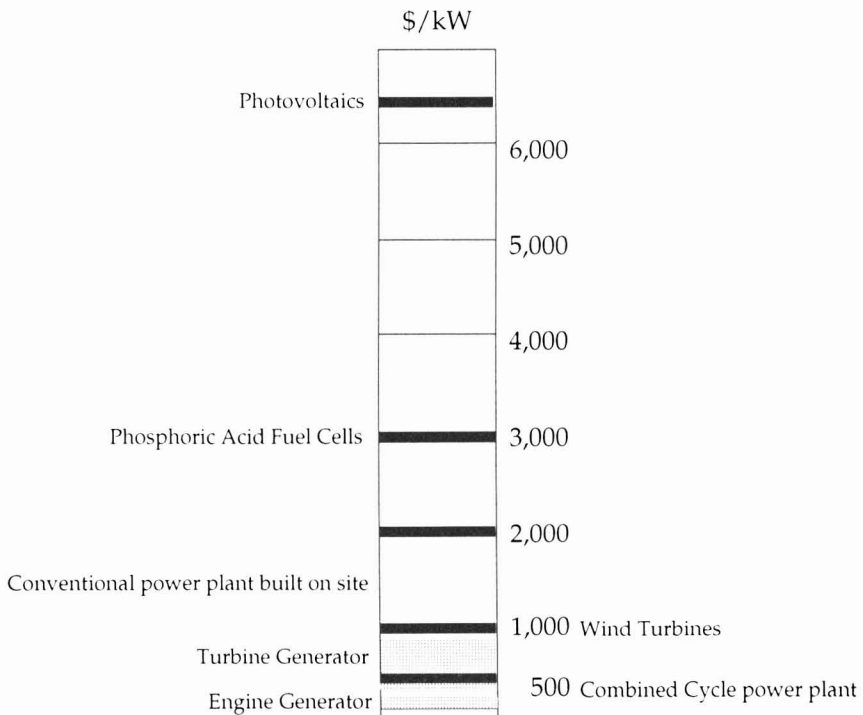 $/kW
Photovoltaics
6,000
5,000
4,000
Phosphoric Acid Fuel Cells 3,000
2,000
Conventional power plant built on site
1,000 Wind Turbines
Turbine Generator
500 Combined Cycle power plant
Engine Generator